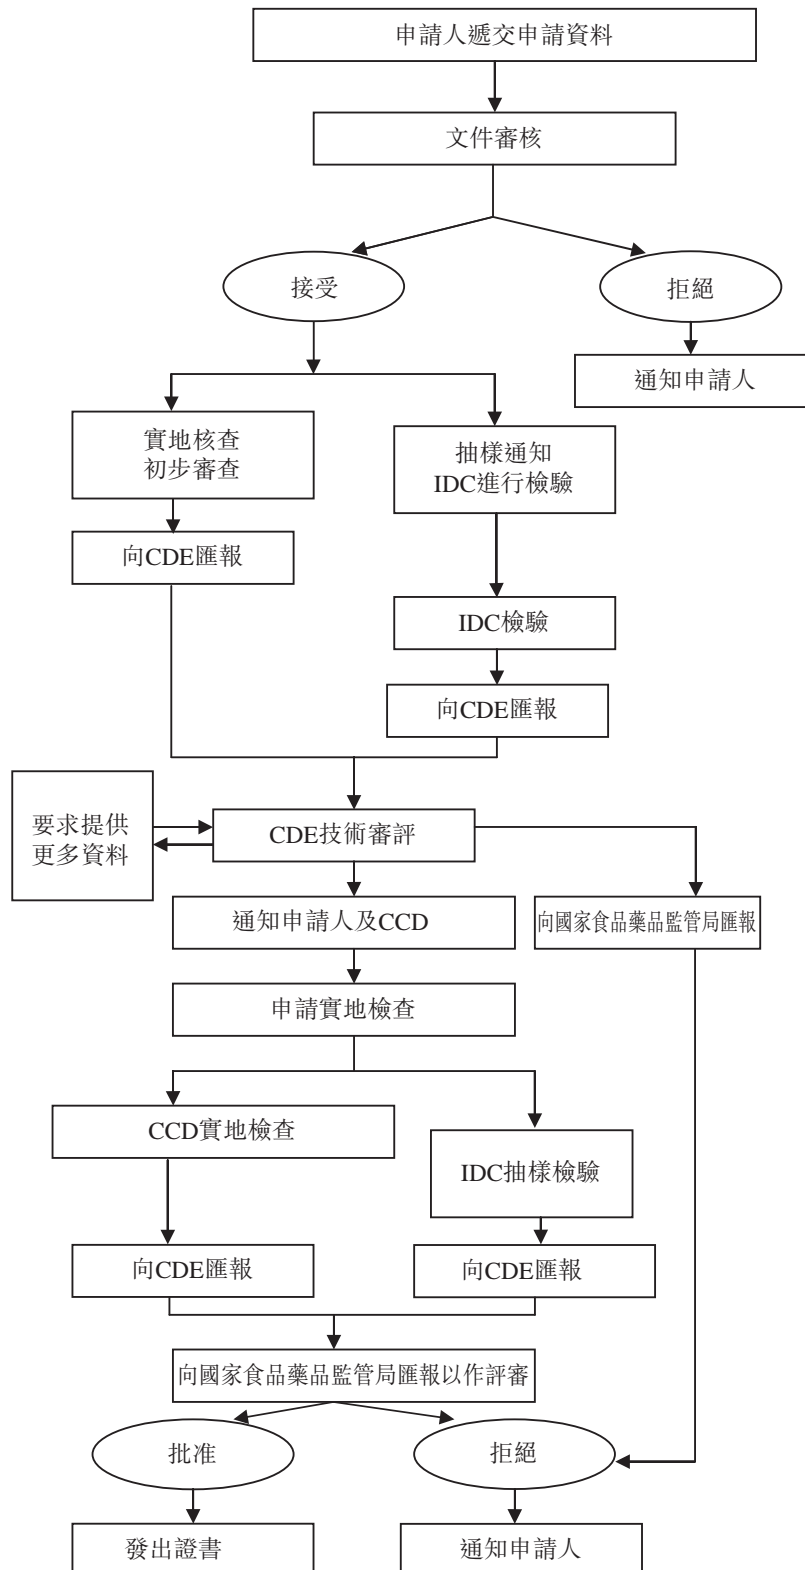 申請人遞交申請資料
文件審核
接受
拒絕
通知申請人
實地核查
初步審查
抽樣通知
IDC進行檢驗
向CDE匯報
IDC檢驗
向CDE匯報
要求提供
更多資料
CDE技術審評
通知申請人及CCD
向國家食品藥品監管局匯報
申請實地檢查
CCD實地檢查
IDC抽樣檢驗
向CDE匯報
向CDE匯報
向國家食品藥品監管局匯報以作評審
批准
拒絕
發出證書
通知申請人